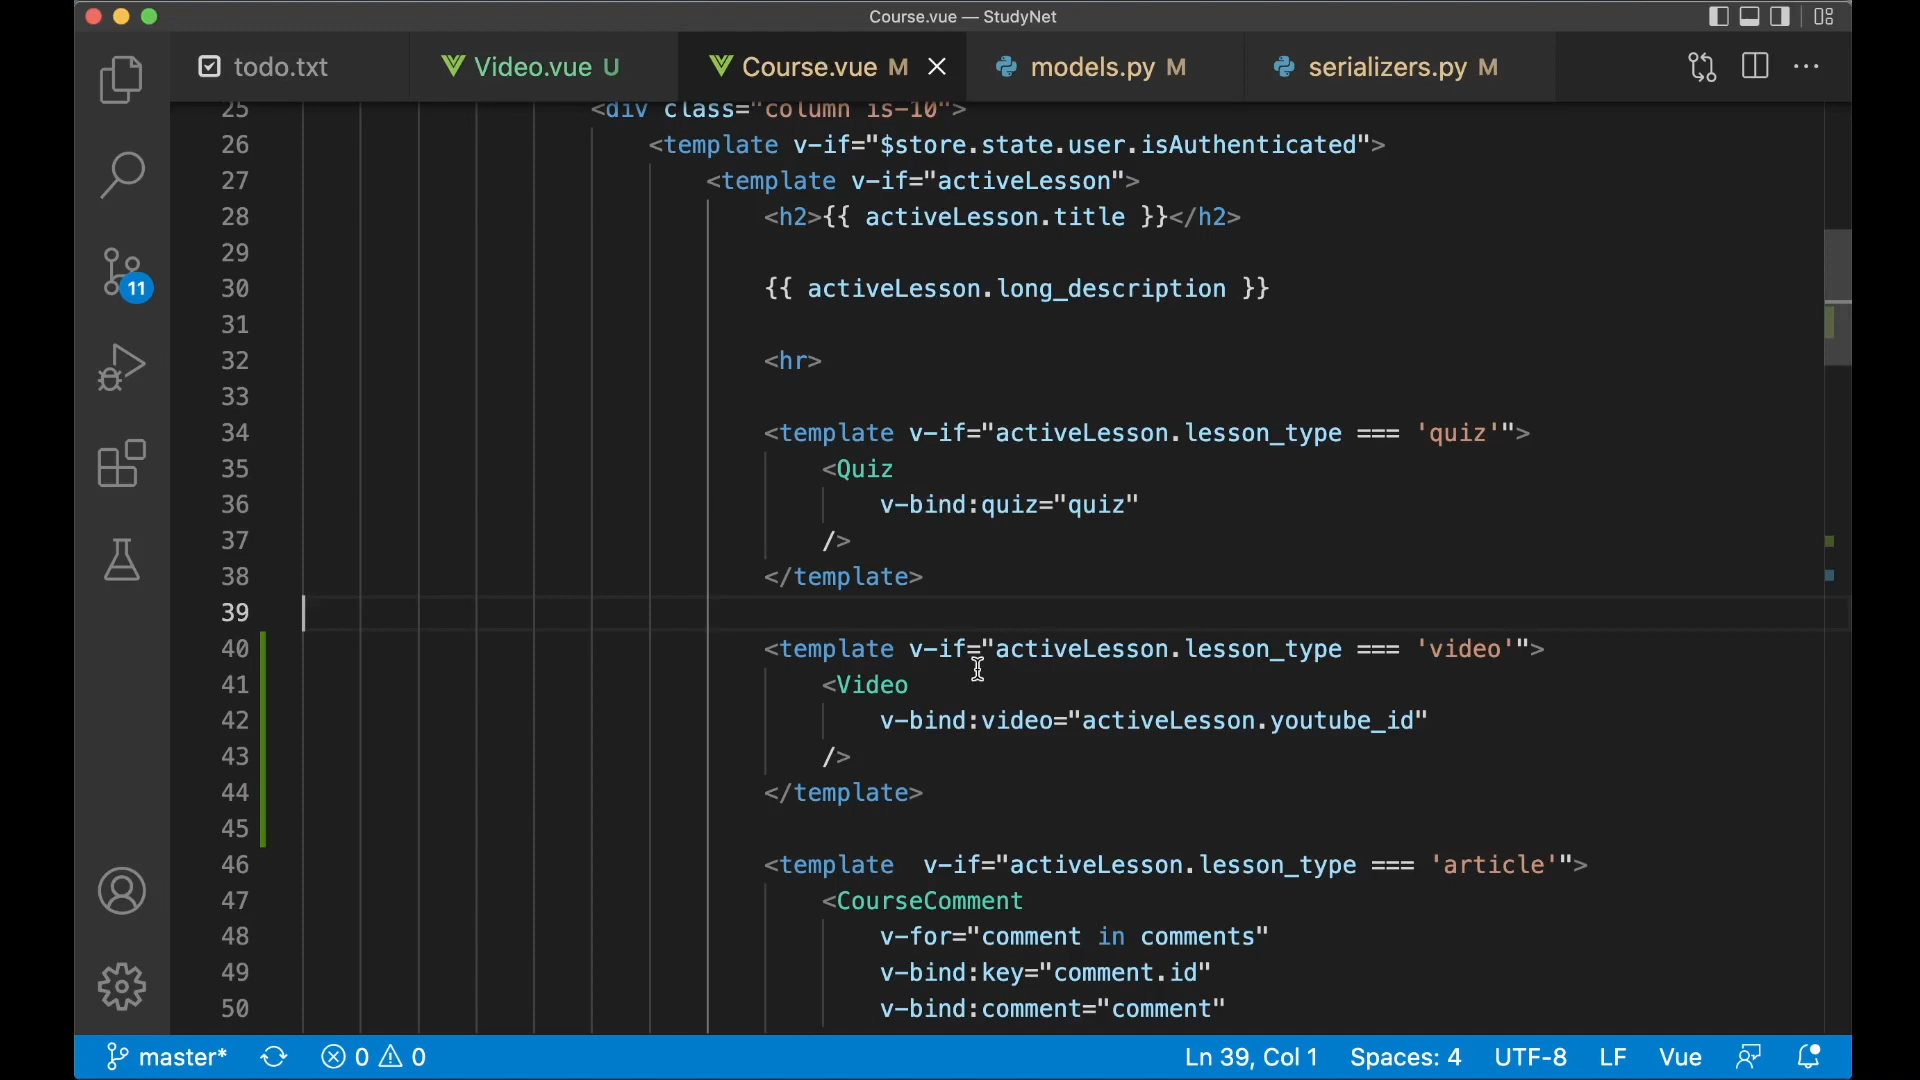 Course.vue — StudyNet
todo.txt
Video.vue U
Course.vue M
models.py M
serializers.py M
25 <div class="column is-10">
26 <template v-if="$store.state.user.isAuthenticated">
27 <template v-if="activeLesson">
28 <h2>{{ activeLesson.title }}</h2>
29
30 {{ activeLesson.long_description }}
31
32 <hr>
33
34 <template v-if="activeLesson.lesson_type === 'quiz'">
35 <Quiz
36 v-bind:quiz="quiz"
37 />
38 </template>
39
40 <template v-if="activeLesson.lesson_type === 'video'">
41 <Video
42 v-bind:video="activeLesson.youtube_id"
43 />
44 </template>
45
46 <template  v-if="activeLesson.lesson_type === 'article'">
47 <CourseComment
48 v-for="comment in comments"
49 v-bind:key="comment.id"
50 v-bind:comment="comment"
11
master* 0 0 Ln 39, Col 1 Spaces: 4 UTF-8 LF Vue